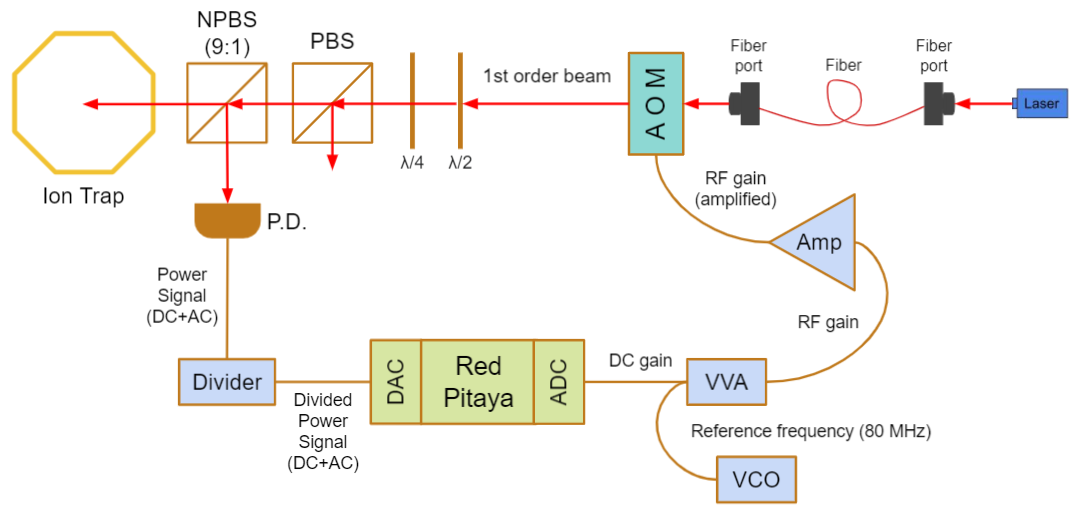 NPBS
(9:1)
PBS
1st order beam
AOM
Fiber
port
Fiber
Fiber
port
Laser
λ/4
λ/2
Ion Trap
P.D.
RF gain
(amplified)
Amp
Power
Signal
(DC+AC)
RF gain
Divider
DAC
Red
Pitaya
ADC
DC gain
VVA
Divided
Power
Signal
(DC+AC)
Reference frequency (80 MHz)
VCO